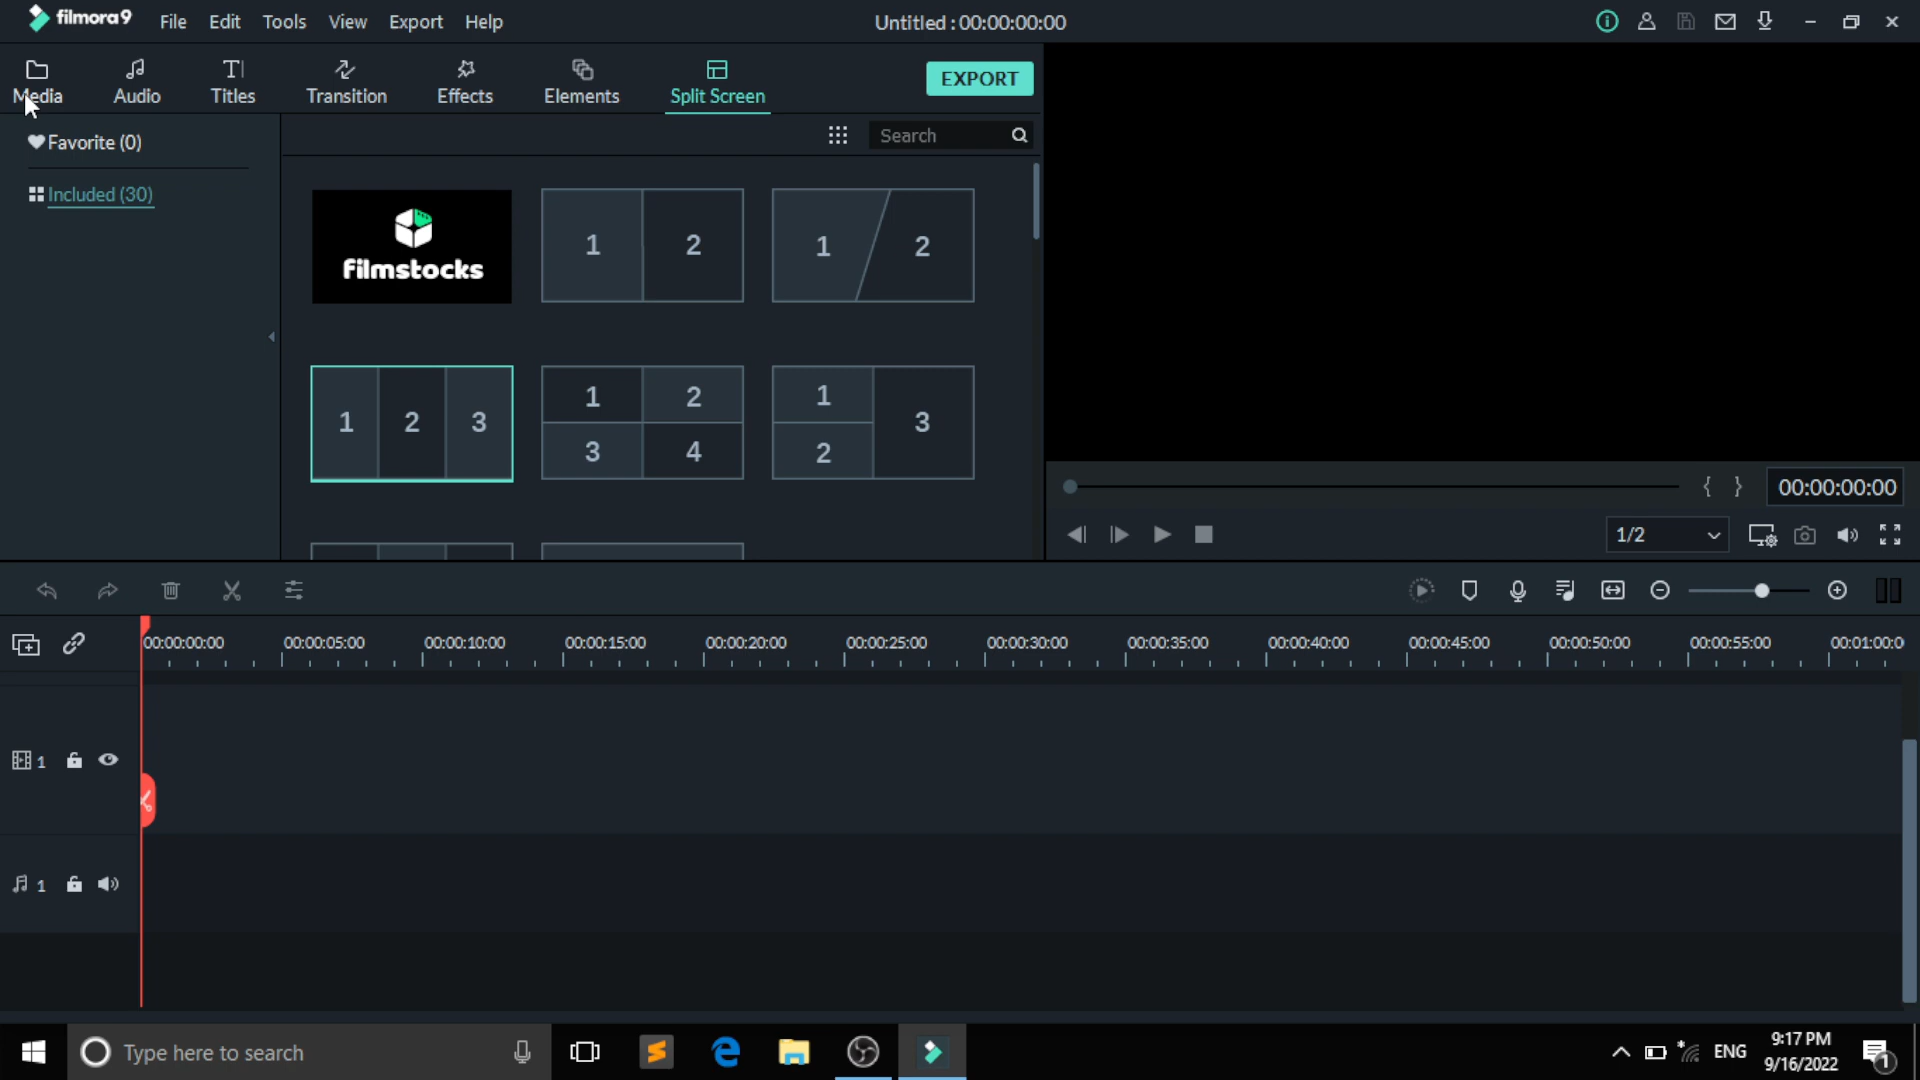 filmora9 File Edit Tools View Export Help Untitled : 00:00:00:00
Media Audio Titles Transition Effects Elements Split Screen EXPORT
Favorite (0)
Search
Included (30)
filmstocks
1 2
1 2
1 2 3
1 2
3 4
1
2
3
{ } 00:00:00:00
1/2
00:00:00:00 00:00:05:00 00:00:10:00 00:00:15:00 00:00:20:00 00:00:25:00 00:00:30:00 00:00:35:00 00:00:40:00 00:00:45:00 00:00:50:00 00:00:55:00 00:01:00:0
1
1
Type here to search
ENG
9:17 PM
9/16/2022
1